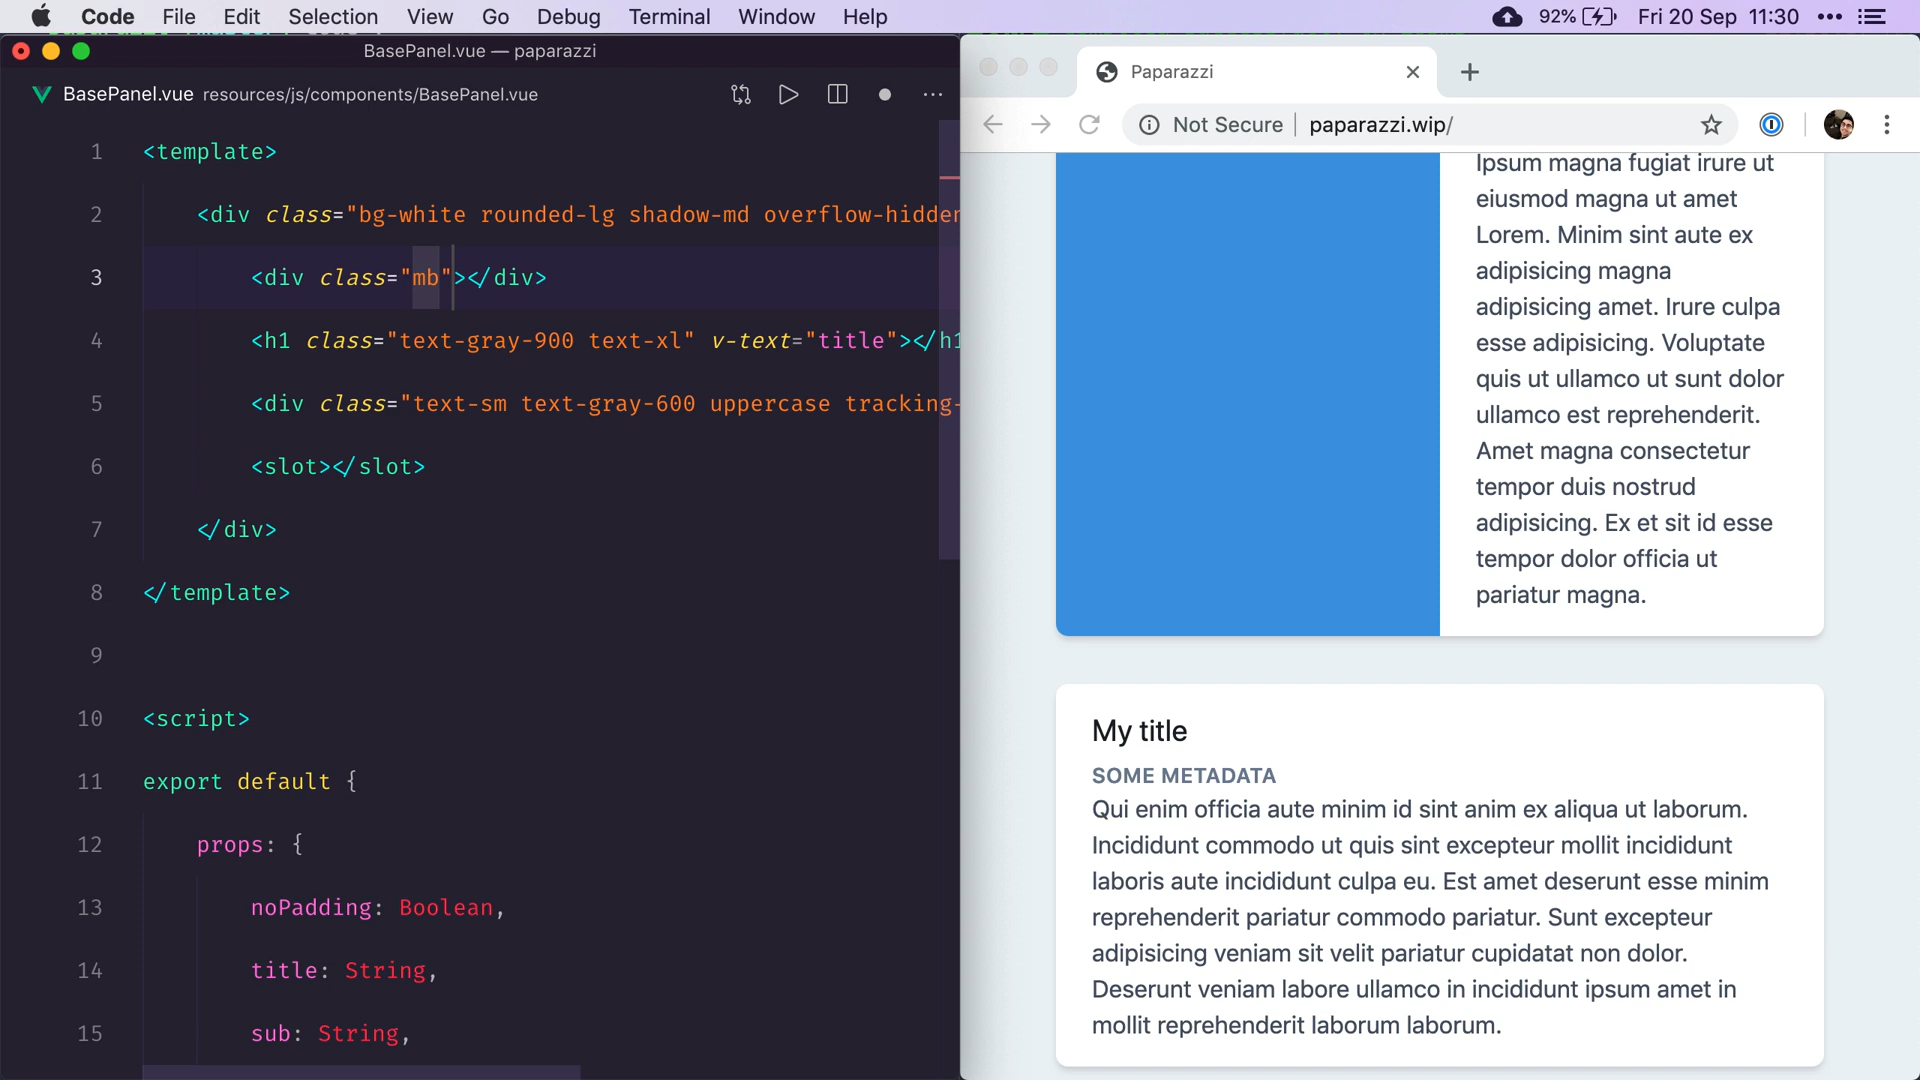 Code File Edit Selection View Go Debug Terminal Window Help 92% Fri 20 Sep 11:30
BasePanel.vue — paparazzi
BasePanel.vue resources/js/components/BasePanel.vue
1 <template>
2 <div class="bg-white rounded-lg shadow-md overflow-hidden
3 <div class="mb"></div>
4 <h1 class="text-gray-900 text-xl" v-text="title"></h1
5 <div class="text-sm text-gray-600 uppercase tracking-
6 <slot></slot>
7 </div>
8 </template>
9
10 <script>
11 export default {
12 props: {
13 noPadding: Boolean,
14 title: String,
15 sub: String,
Paparazzi
Not Secure | paparazzi.wip/
Ipsum magna fugiat irure ut
eiusmod magna ut amet
Lorem. Minim sint aute ex
adipisicing magna
adipisicing amet. Irure culpa
esse adipisicing. Voluptate
quis ut ullamco ut sunt dolor
ullamco est reprehenderit.
Amet magna consectetur
tempor duis nostrud
adipisicing. Ex et sit id esse
tempor dolor officia ut
pariatur magna.
My title
SOME METADATA
Qui enim officia aute minim id sint anim ex aliqua ut laborum.
Incididunt commodo ut quis sint excepteur mollit incididunt
laboris aute incididunt culpa eu. Est amet deserunt esse minim
reprehenderit pariatur commodo pariatur. Sunt excepteur
adipisicing veniam sit velit pariatur cupidatat non dolor.
Deserunt veniam labore ullamco in incididunt ipsum amet in
mollit reprehenderit laborum laborum.